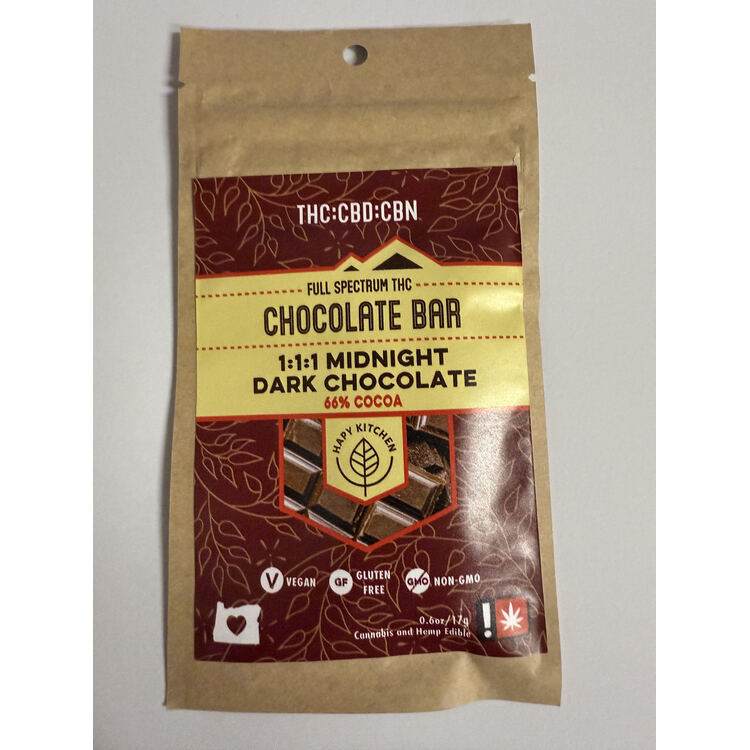 THC:CBD:CBN
FULL SPECTRUM THC
CHOCOLATE BAR
1:1:1 MIDNIGHT
DARK CHOCOLATE
66% COCOA
HAPY KITCHEN
V VEGAN
GF GLUTEN FREE
GMO NON-GMO
0.6oz/17g
Cannabis and Hemp Edible
!